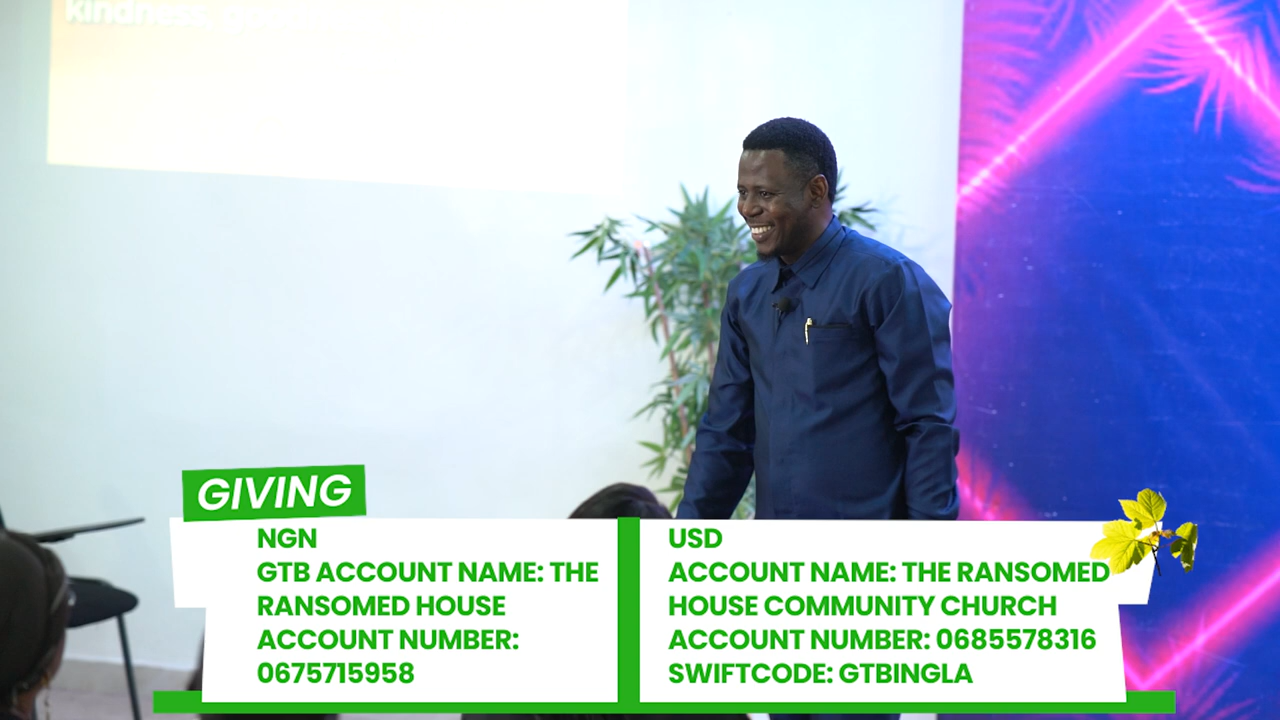 kindness,
GIVING
NGN
GTB ACCOUNT NAME: THE
RANSOMED HOUSE
ACCOUNT NUMBER:
0675715958
USD
ACCOUNT NAME: THE RANSOMED
HOUSE COMMUNITY CHURCH
ACCOUNT NUMBER: 0685578316
SWIFTCODE: GTBINGLA